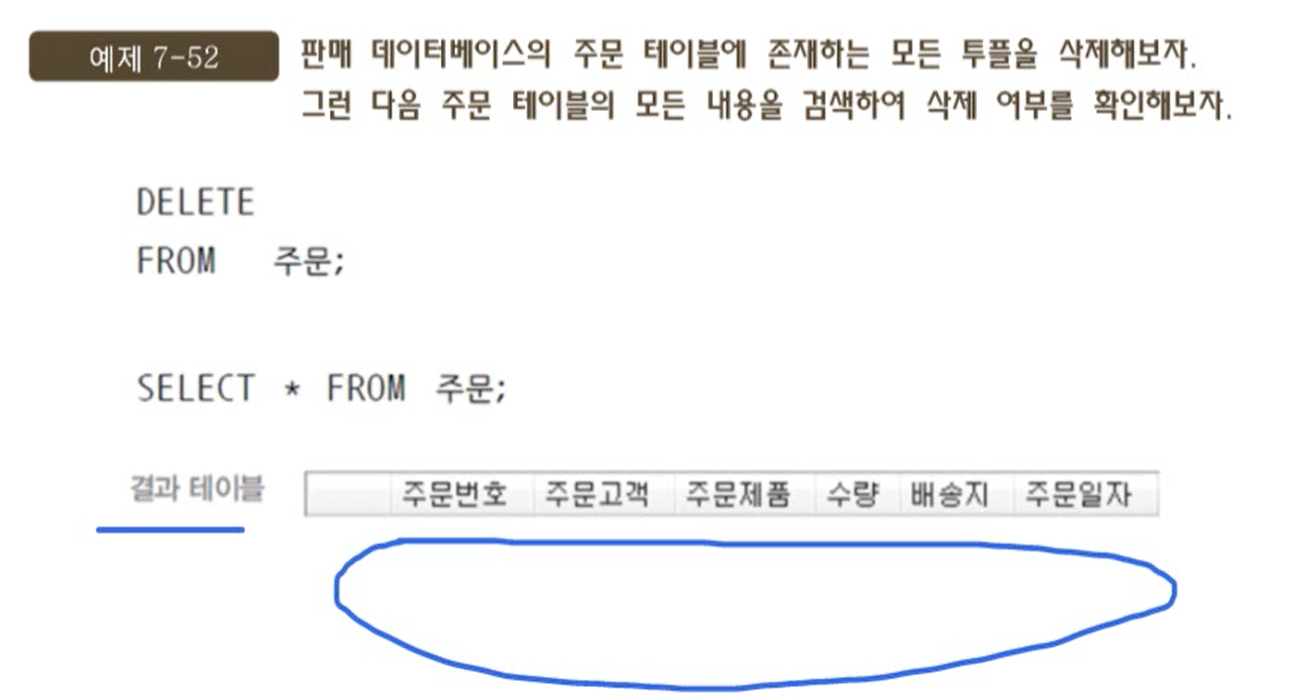 예제 7-52 판매 데이터베이스의 주문 테이블에 존재하는 모든 투플을 삭제해보자.
그런 다음 주문 테이블의 모든 내용을 검색하여 삭제 여부를 확인해보자.
DELETE
FROM 주문;
SELECT * FROM 주문;
결과 테이블 주문번호 주문고객 주문제품 수량 배송지 주문일자